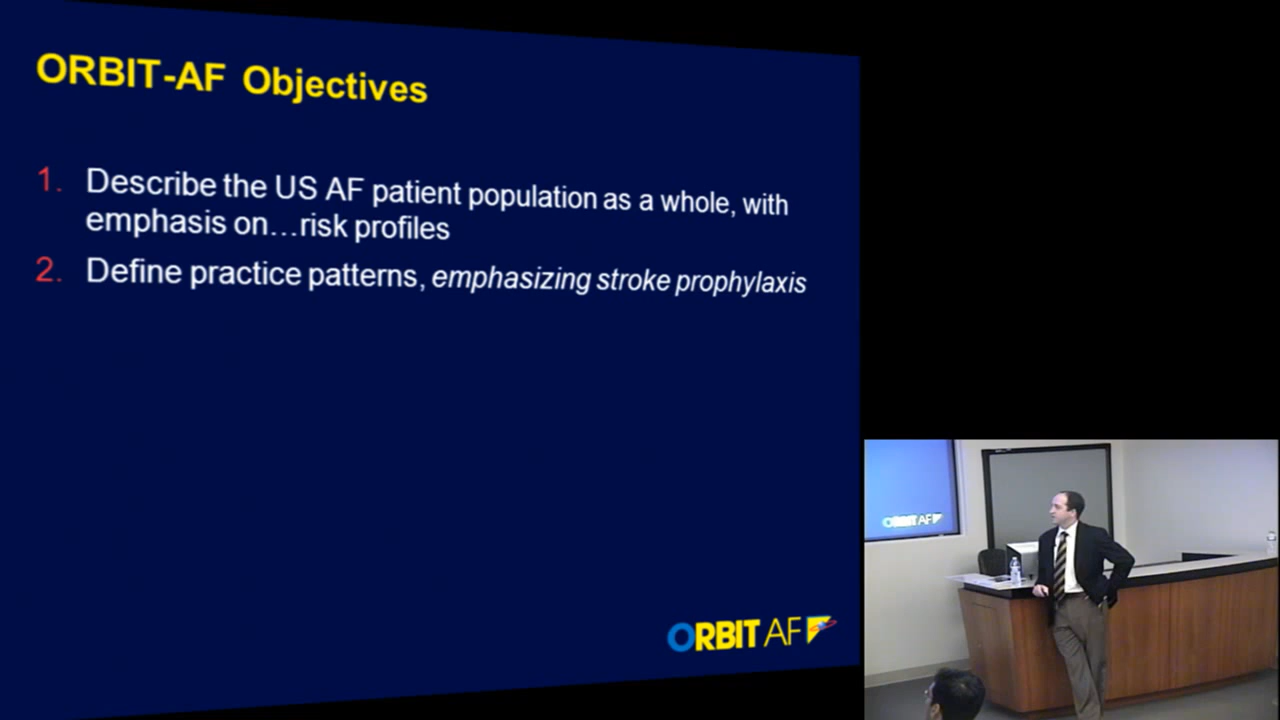 ORBIT-AF Objectives
1. Describe the US AF patient population as a whole, with
emphasis on...risk profiles
2. Define practice patterns, emphasizing stroke prophylaxis
ORBIT AF
ORBIT AF